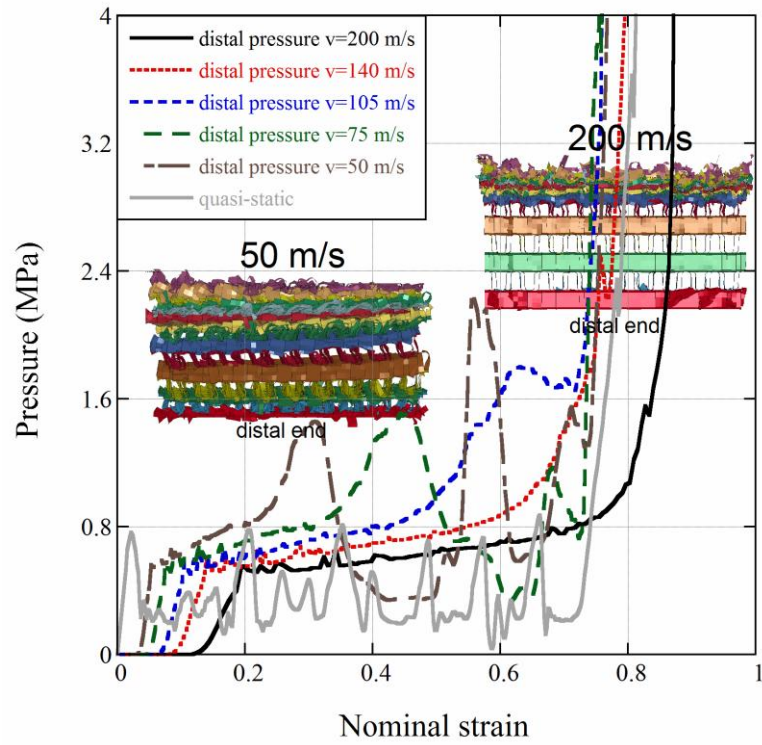 4
3.2
2.4
1.6
0.8
0
Pressure (MPa)
distal pressure v=200 m/s
distal pressure v=140 m/s
distal pressure v=105 m/s
distal pressure v=75 m/s
distal pressure v=50 m/s
quasi-static
200 m/s
distal end
50 m/s
distal end
0 0.2 0.4 0.6 0.8 1
Nominal strain